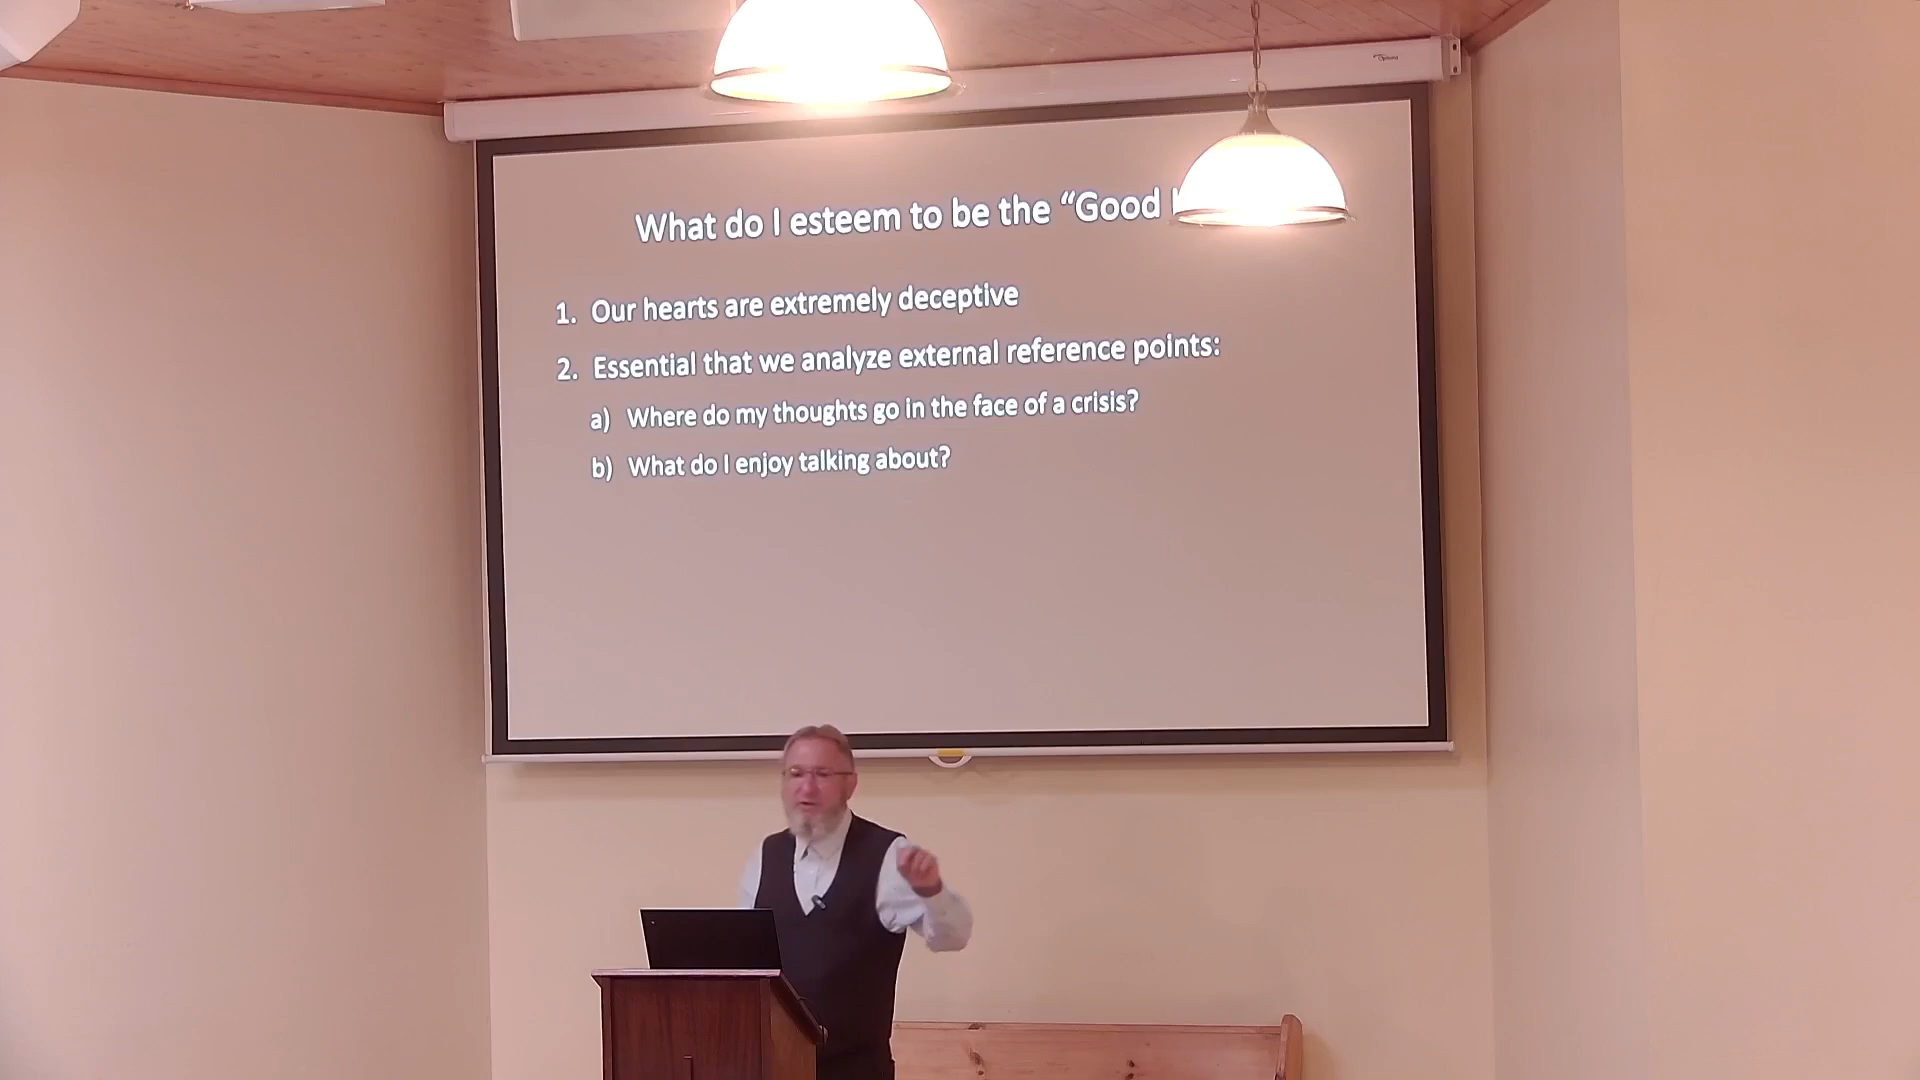 What do I esteem to be the “Good
1. Our hearts are extremely deceptive
2. Essential that we analyze external reference points:
a) Where do my thoughts go in the face of a crisis?
b) What do I enjoy talking about?